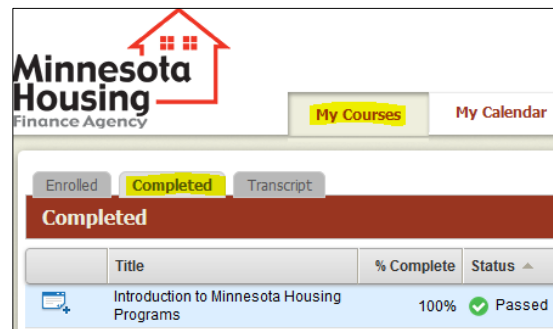 Minnesota
Housing
Finance Agency
My Courses My Calendar
Enrolled Completed Transcript
Completed
Title % Complete Status
Introduction to Minnesota Housing
Programs 100% Passed